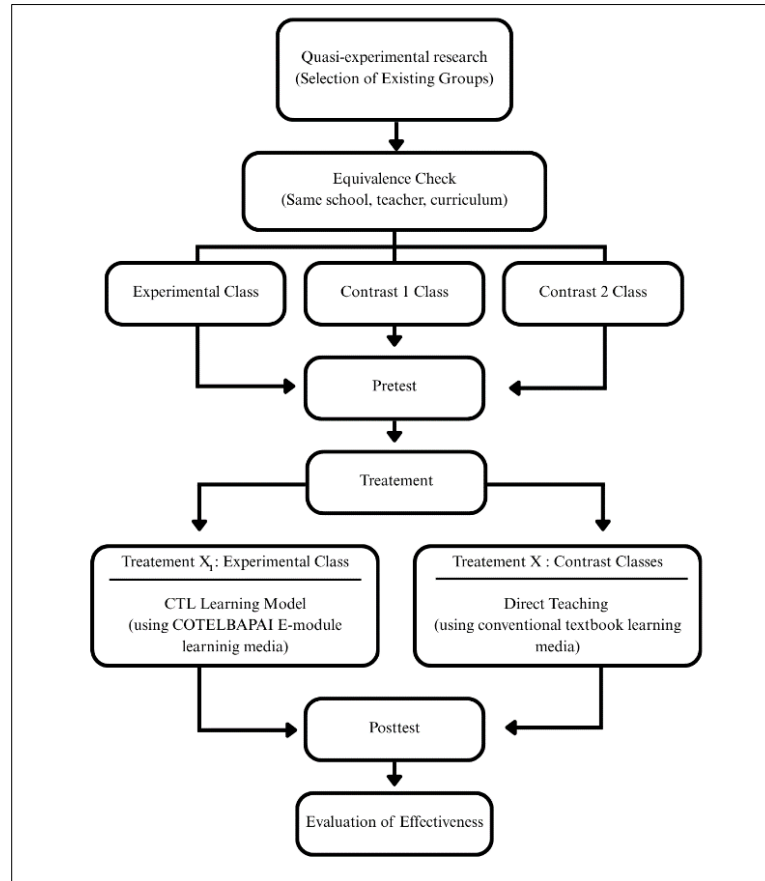 Quasi-experimental research
(Selection of Existing Groups)
Equivalence Check
(Same school, teacher, curriculum)
Experimental Class
Contrast 1 Class
Contrast 2 Class
Pretest
Treatement
Treatement X1: Experimental Class
CTL Learning Model
(using COTELBAPAI E-module
learninig media)
Treatement X : Contrast Classes
Direct Teaching
(using conventional textbook learning
media)
Posttest
Evaluation of Effectiveness